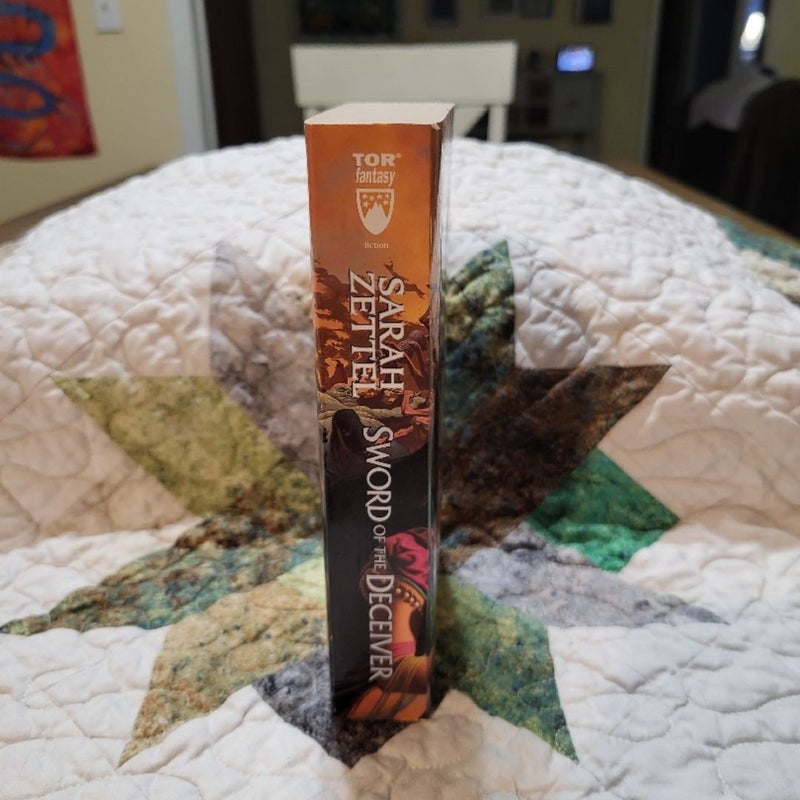 TOR®
fantasy
fiction
SARAH
ZETTEL
SWORD OF THE DECEIVER